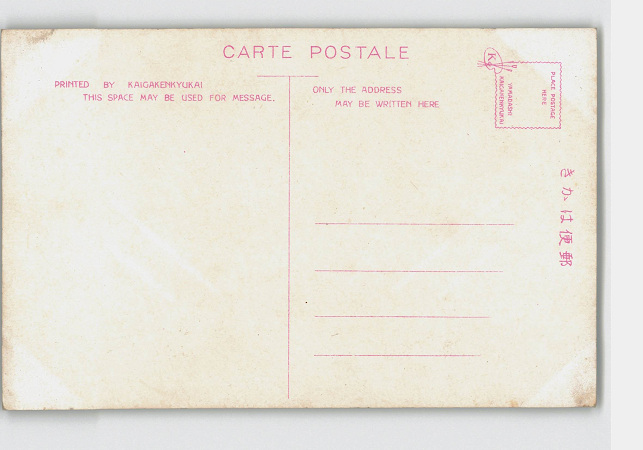 CARTE POSTALE
PRINTED BY KAIGAKENKYUKAI
THIS SPACE MAY BE USED FOR MESSAGE.
ONLY THE ADDRESS
MAY BE WRITTEN HERE
K
PLACE POSTAGE
HERE
YAMADASHI
KAIGAKENKYUKAI
きかは便郵